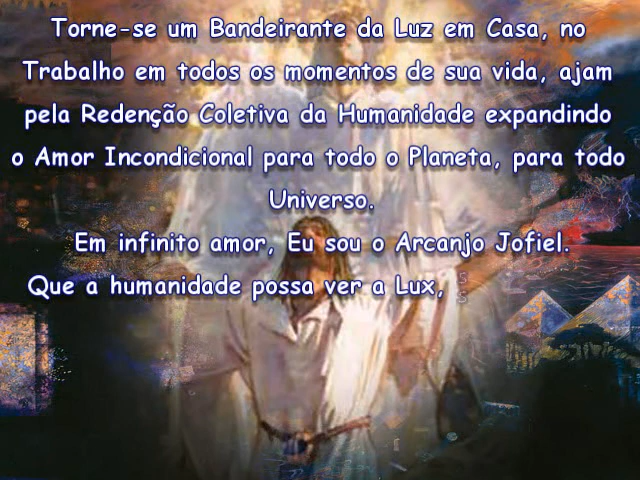 Torne-se um Bandeirante da Luz em Casa, no
Trabalho em todos os momentos de sua vida, ajam
pela Redenção Coletiva da Humanidade expandindo
o Amor Incondicional para todo o Planeta, para todo
Universo.
Em infinito amor, Eu sou o Arcanjo Jofiel.
Que a humanidade possa ver a Lux,